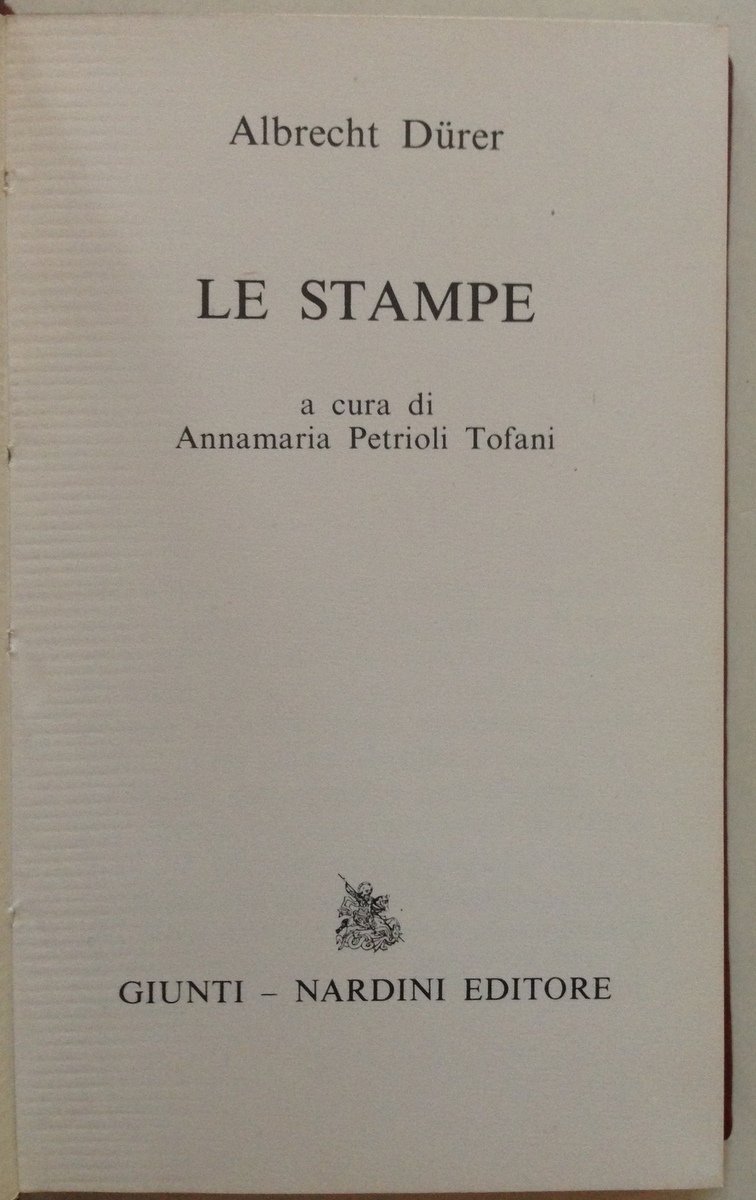 Albrecht Dürer
LE STAMPE
a cura di
Annamaria Petrioli Tofani
GIUNTI – NARDINI EDITORE